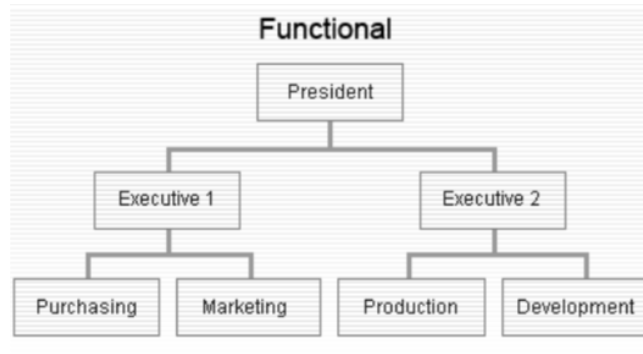 Functional
President
Executive 1
Executive 2
Purchasing
Marketing
Production
Development